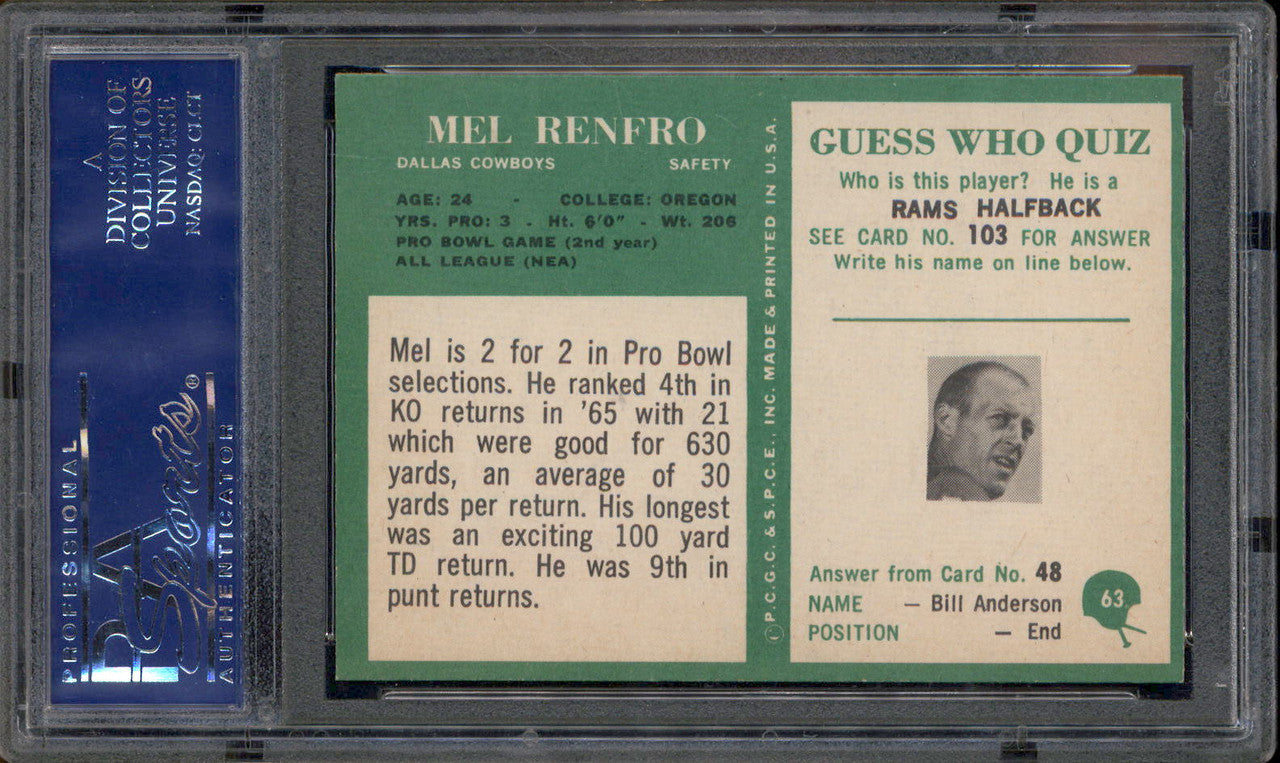 A
DIVISION OF
COLLECTORS
UNIVERSE
NASDAQ: CLCT
PROFESSIONAL
PSA
Sports®
AUTHENTICATOR
MEL RENFRO
DALLAS COWBOYS SAFETY
AGE: 24 - COLLEGE: OREGON
YRS. PRO: 3 - Ht. 6'0" - Wt. 206
PRO BOWL GAME (2nd year)
ALL LEAGUE (NEA)
Mel is 2 for 2 in Pro Bowl
selections. He ranked 4th in
KO returns in '65 with 21
which were good for 630
yards, an average of 30
yards per return. His longest
was an exciting 100 yard
TD return. He was 9th in
punt returns.
©P.C.G.C. & S.P.C.E., INC. MADE & PRINTED IN U.S.A.
GUESS WHO QUIZ
Who is this player? He is a
RAMS HALFBACK
SEE CARD NO. 103 FOR ANSWER
Write his name on line below.
Answer from Card No. 48
NAME — Bill Anderson
POSITION — End
63